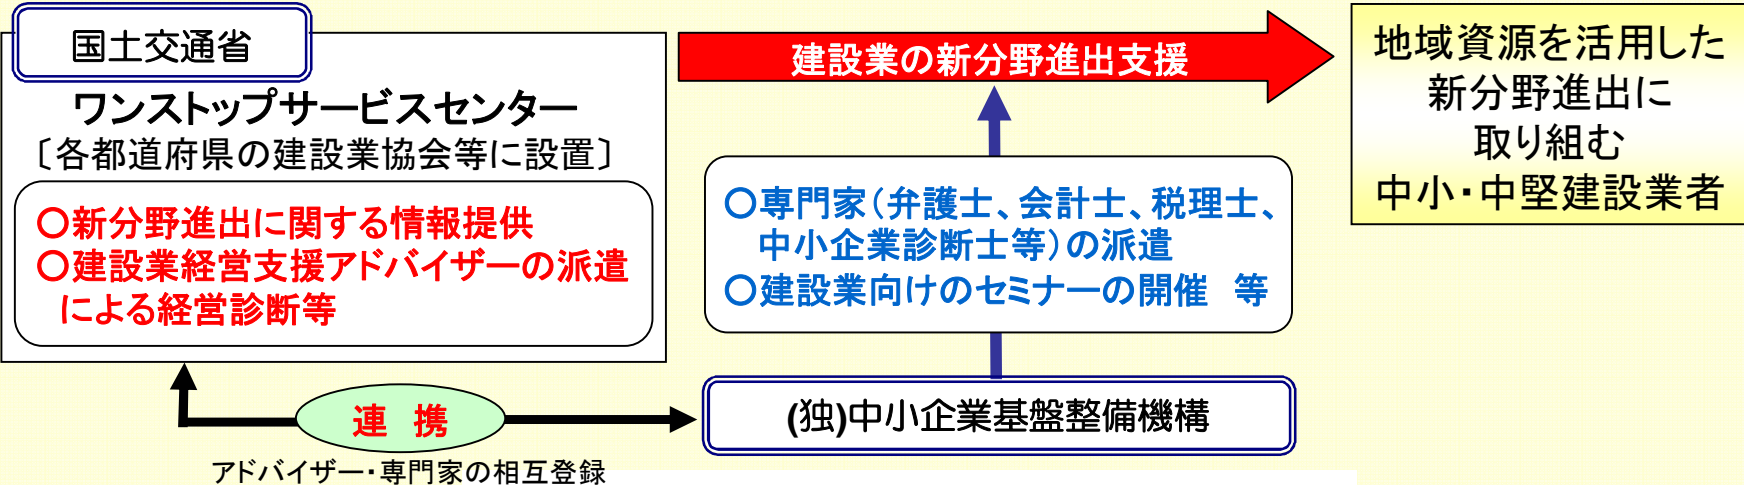 国土交通省
ワンストップサービスセンター
〔各都道府県の建設業協会等に設置〕
○新分野進出に関する情報提供
○建設業経営支援アドバイザーの派遣
による経営診断等
建設業の新分野進出支援
○専門家(弁護士、会計士、税理士、
中小企業診断士等)の派遣
○建設業向けのセミナーの開催　等
(独)中小企業基盤整備機構
連　携
アドバイザー・専門家の相互登録
地域資源を活用した
新分野進出に
取り組む
中小・中堅建設業者